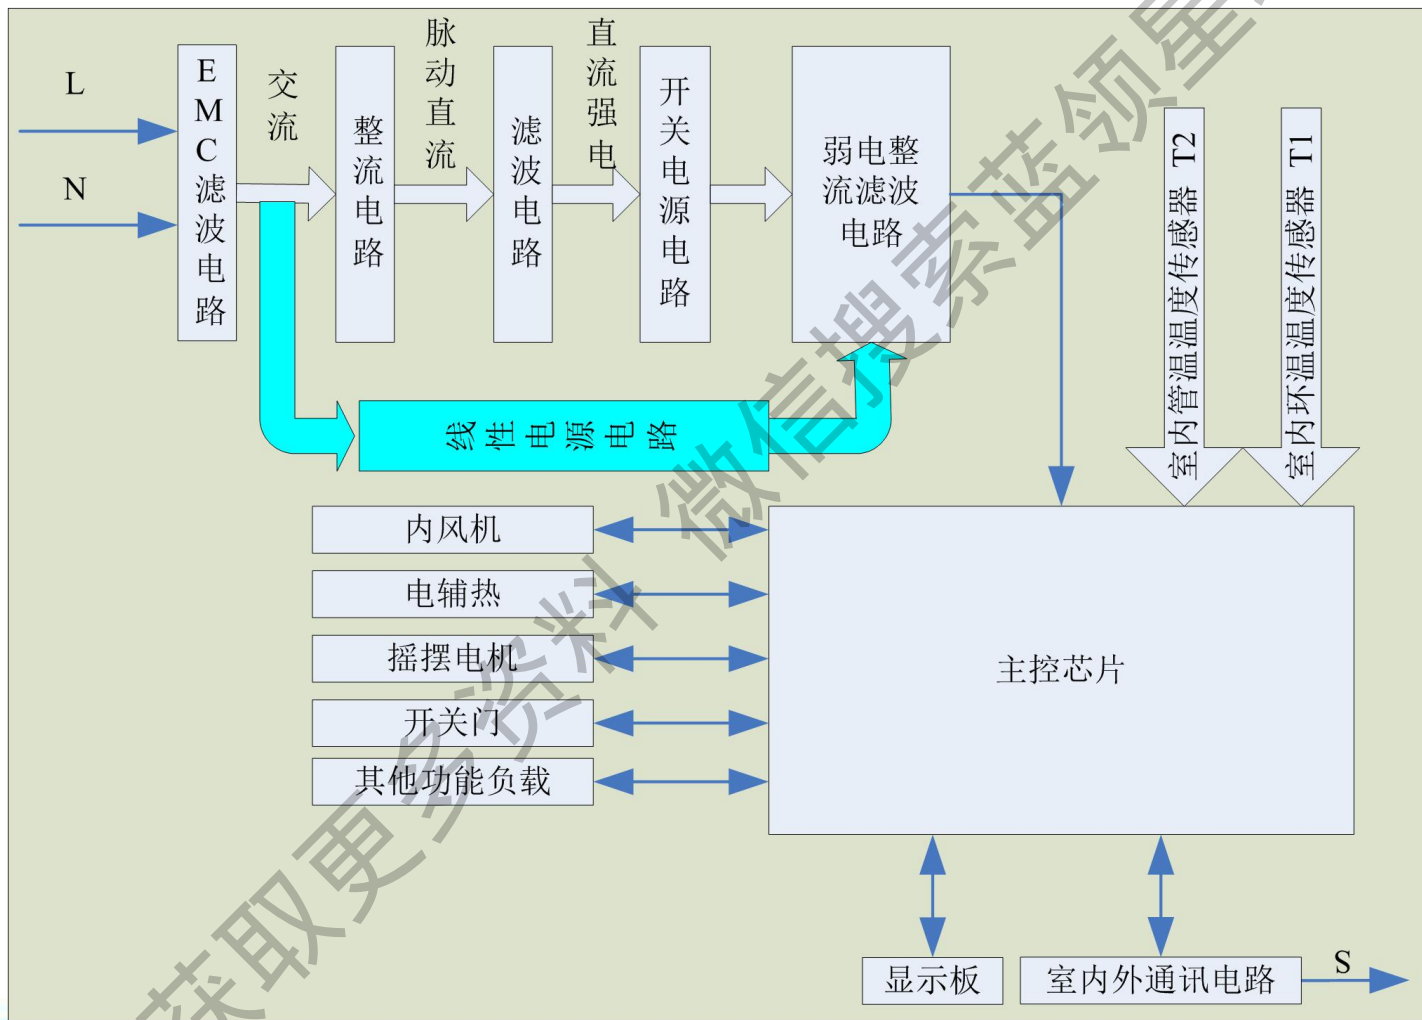 L
N
EMC滤波电路
交流
整流电路
脉动直流
滤波电路
直流强电
开关电源电路
弱电整
流滤波
电路
室内管温温度传感器 T2
室内环温温度传感器 T1
线性电源电路
内风机
电辅热
摇摆电机
开关门
其他功能负载
主控芯片
显示板
室内外通讯电路
S
获取更多资料 微信搜索蓝领星